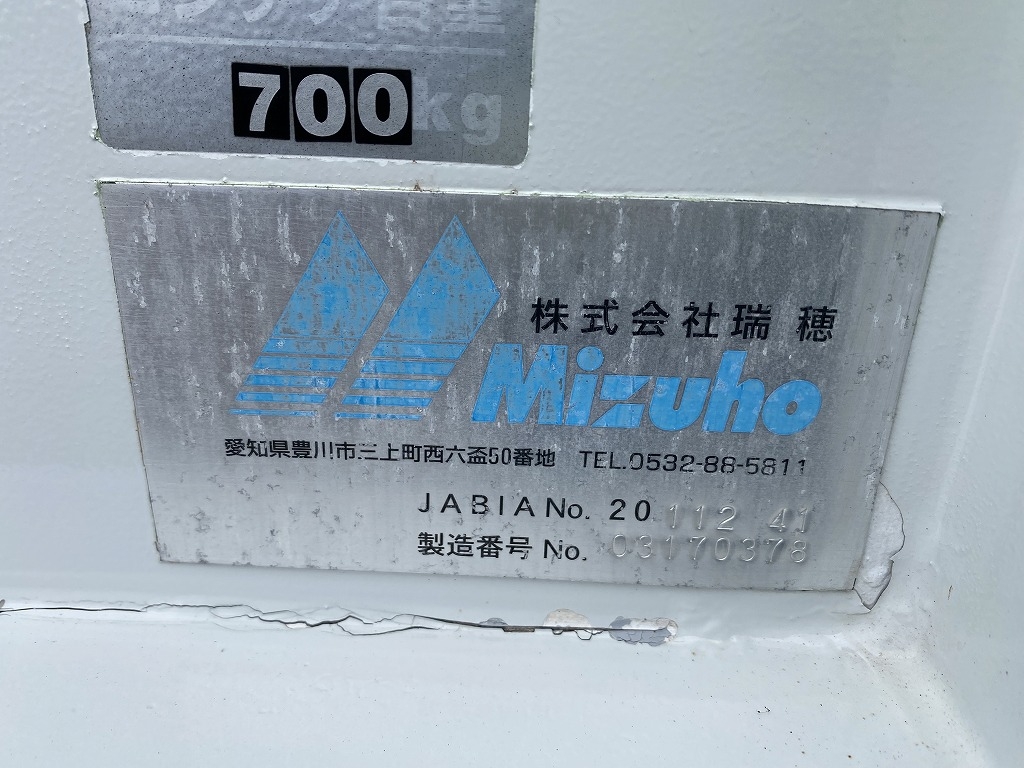 700kg
株式会社瑞穂
Mizuho
愛知県豊川市三上町西六盃50番地 TEL.0532-88-5811
JABIA No. 20 112 41
製造番号 No. 03170378